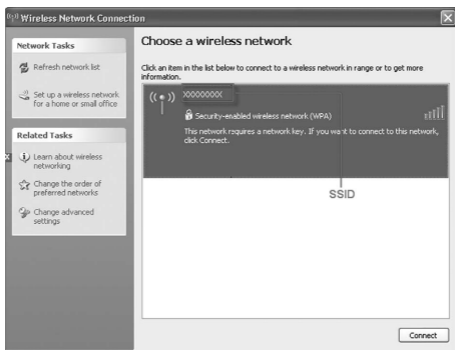 Wireless Network Connection
Network Tasks
Refresh network list
Set up a wireless network
for a home or small office
Related Tasks
Learn about wireless
networking
Change the order of
preferred networks
Change advanced
settings
Choose a wireless network
Click an item in the list below to connect to a wireless network in range or to get more
information.
XXXXXXXX
Security-enabled wireless network (WPA)
This network requires a network key. If you want to connect to this network,
click Connect.
SSID
Connect